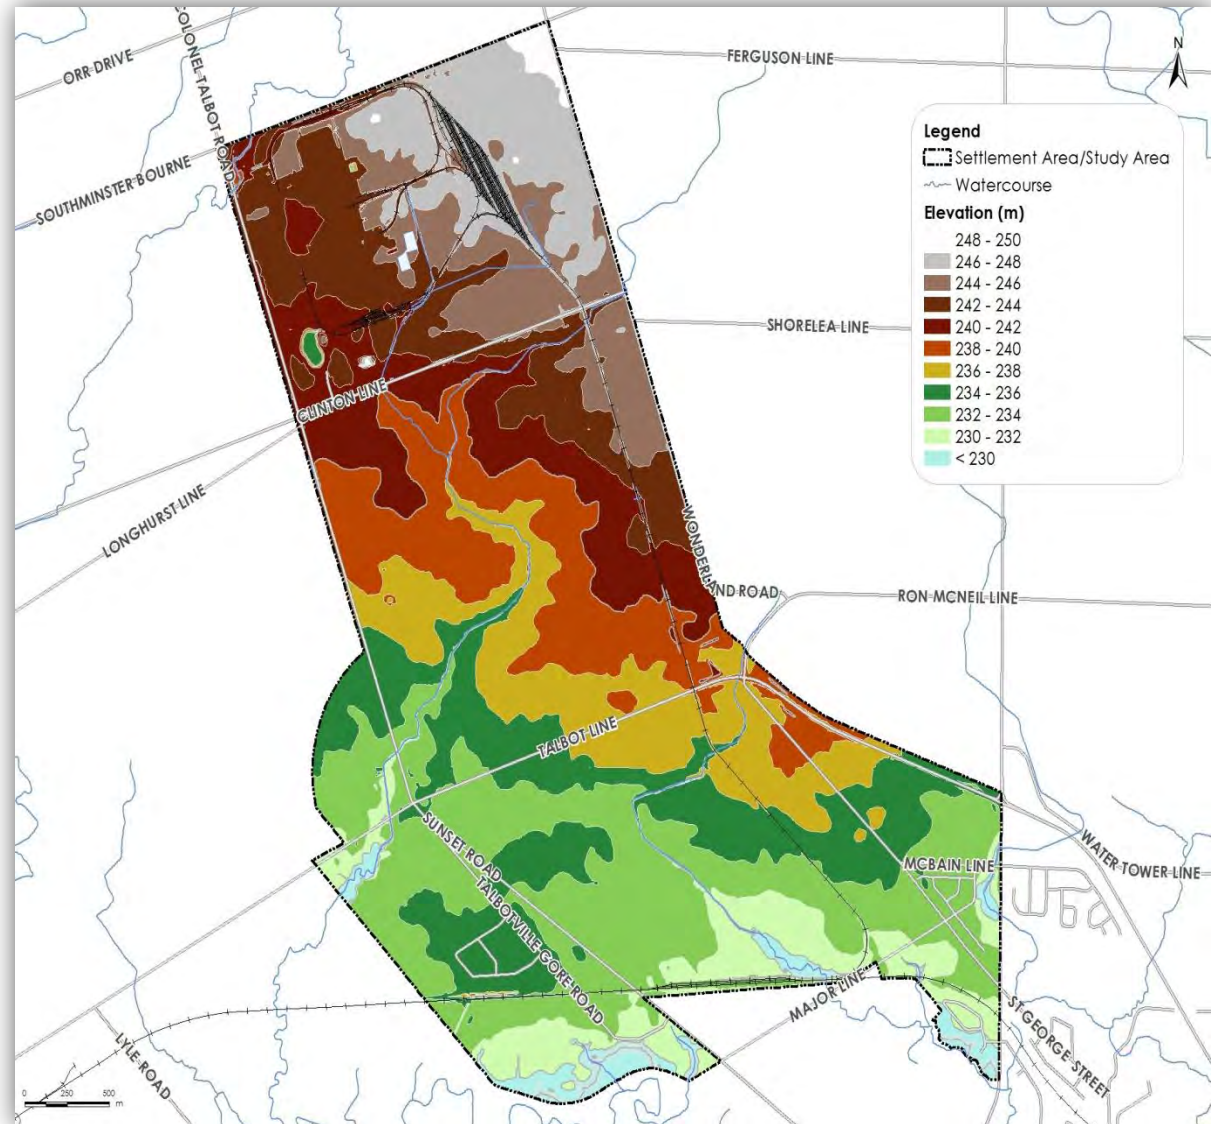 COLONEL TALBOT ROAD
ORR DRIVE
FERGUSON LINE
N
SOUTHMINSTER BOURNE
Legend
Settlement Area/Study Area
Watercourse
Elevation (m)
248 - 250
246 - 248
244 - 246
242 - 244
240 - 242
238 - 240
236 - 238
234 - 236
232 - 234
230 - 232
< 230
SHORELEA LINE
CLINTON LINE
LONGHURST LINE
WONDERLAND ROAD
RON MCNEIL LINE
TALBOT LINE
SUNSET ROAD
TALBOTVILLE GORE ROAD
MCBAIN LINE
WATER TOWER LINE
MAJOR LINE
ST GEORGE STREET
LYLE ROAD
0 250 500
m